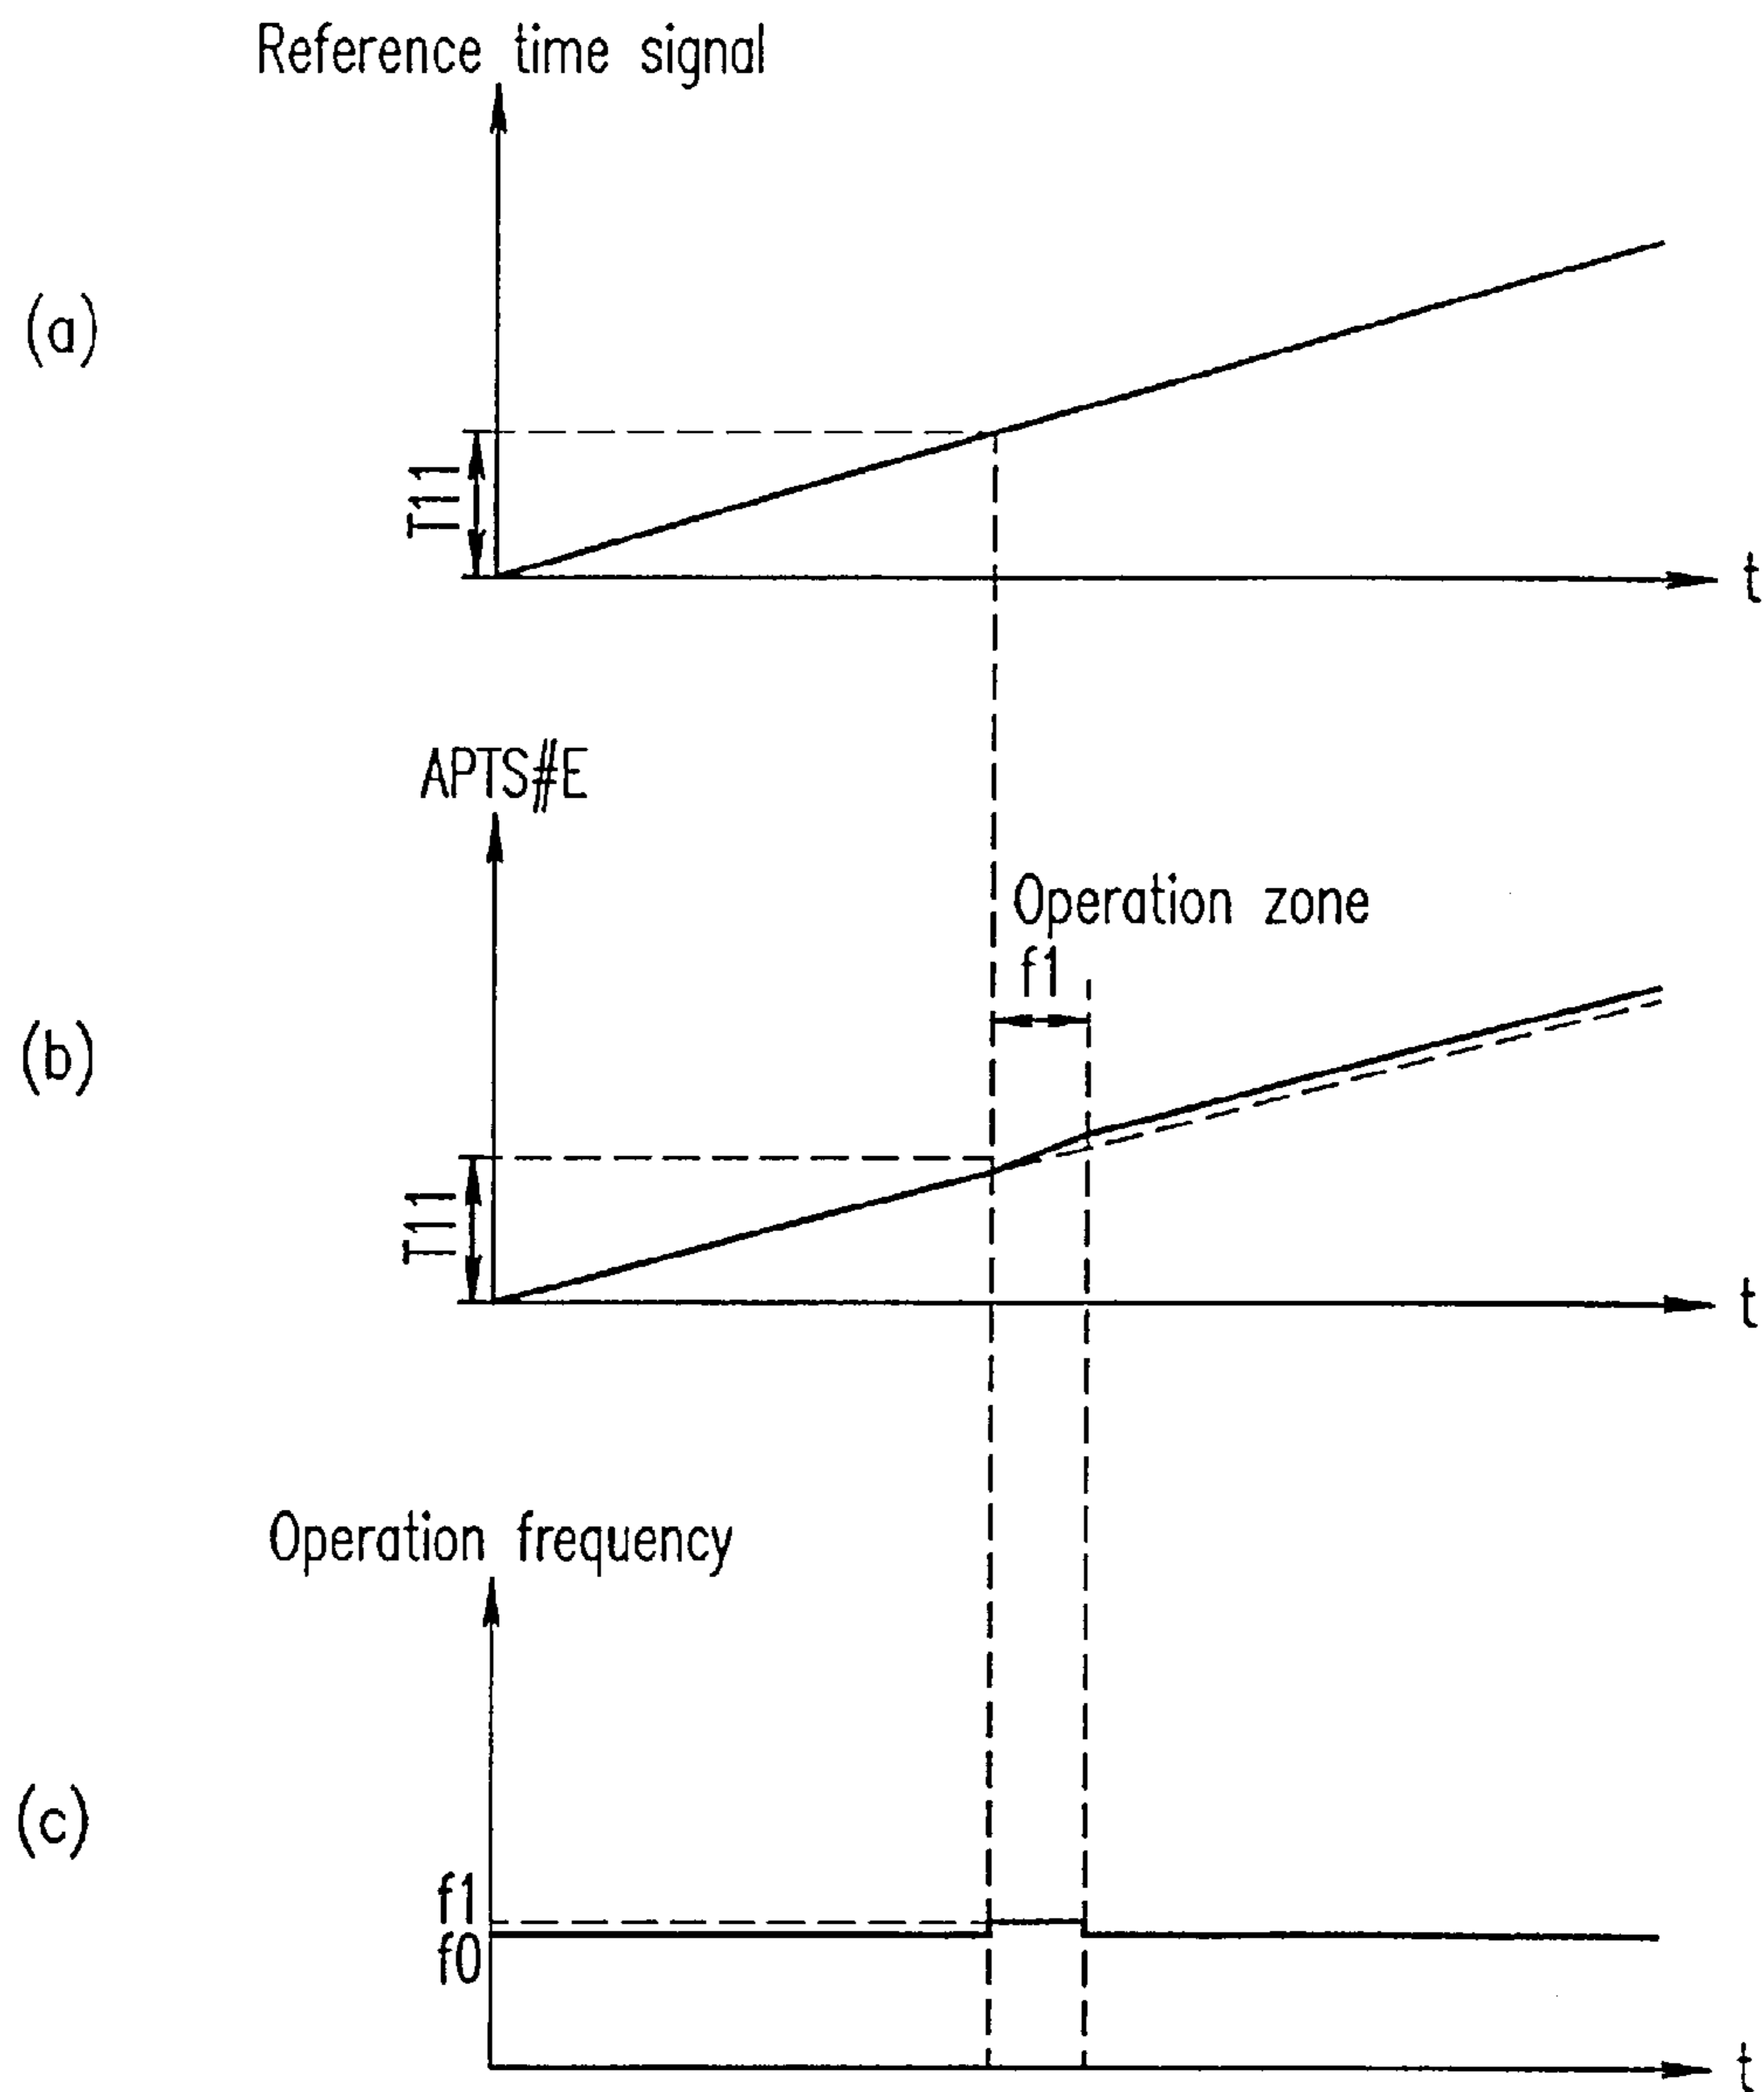 Reference time signal
(a)
T11
t
APTS#E
Operation zone
f1
(b)
T11
t
Operation frequency
(c)
f1
f0
t